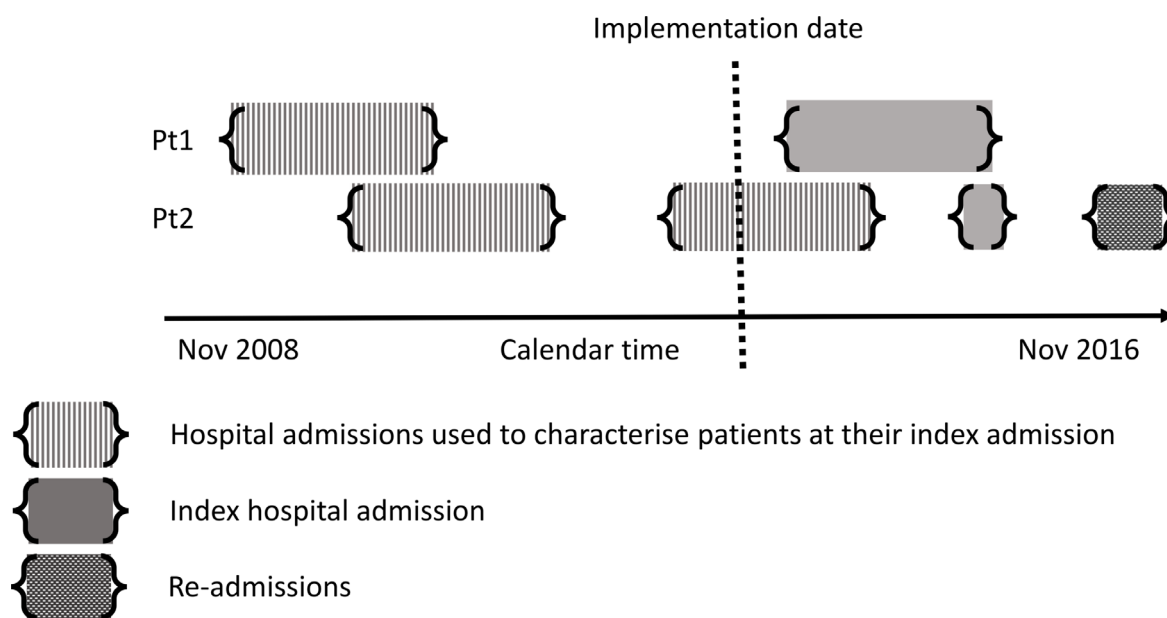 Implementation date
Pt1
Pt2
Nov 2008 Calendar time Nov 2016
Hospital admissions used to characterise patients at their index admission
Index hospital admission
Re-admissions